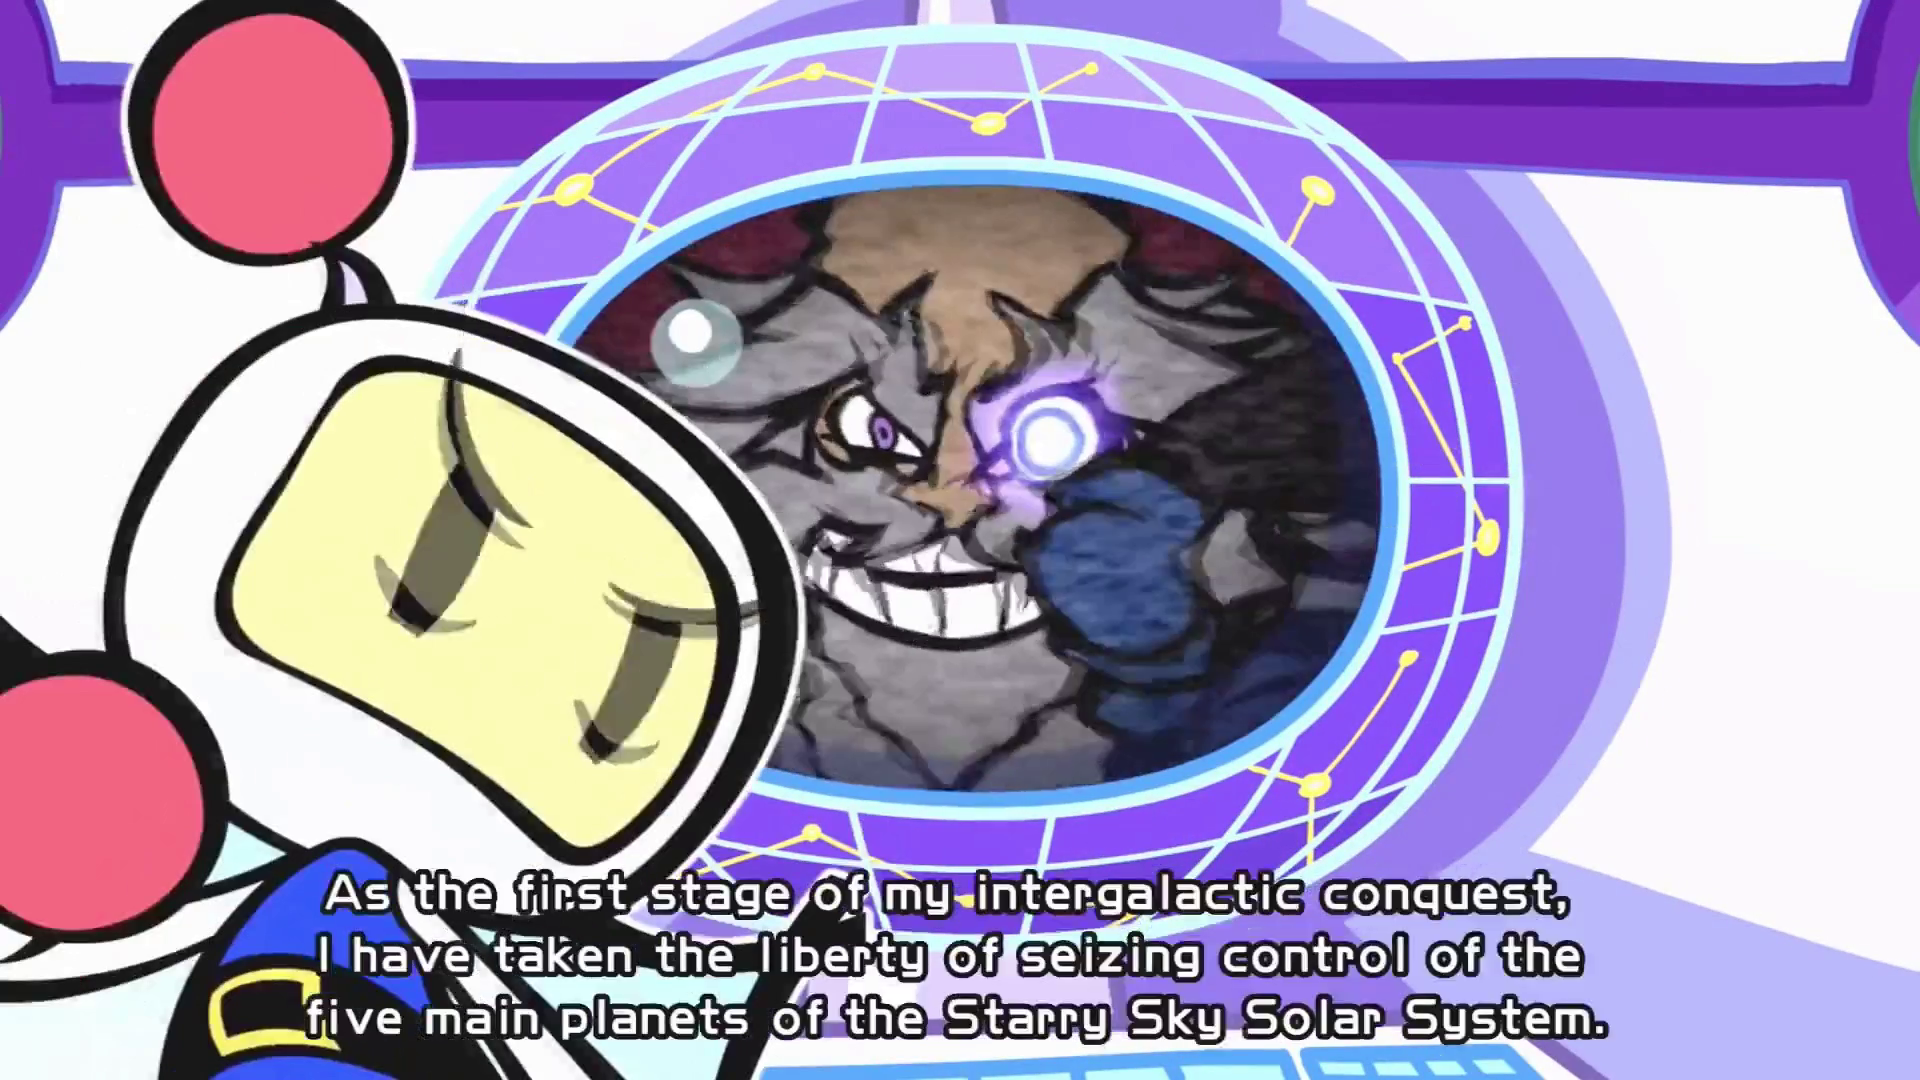 As the first stage of my intergalactic conquest,
I have taken the liberty of seizing control of the
five main planets of the Starry Sky Solar System.